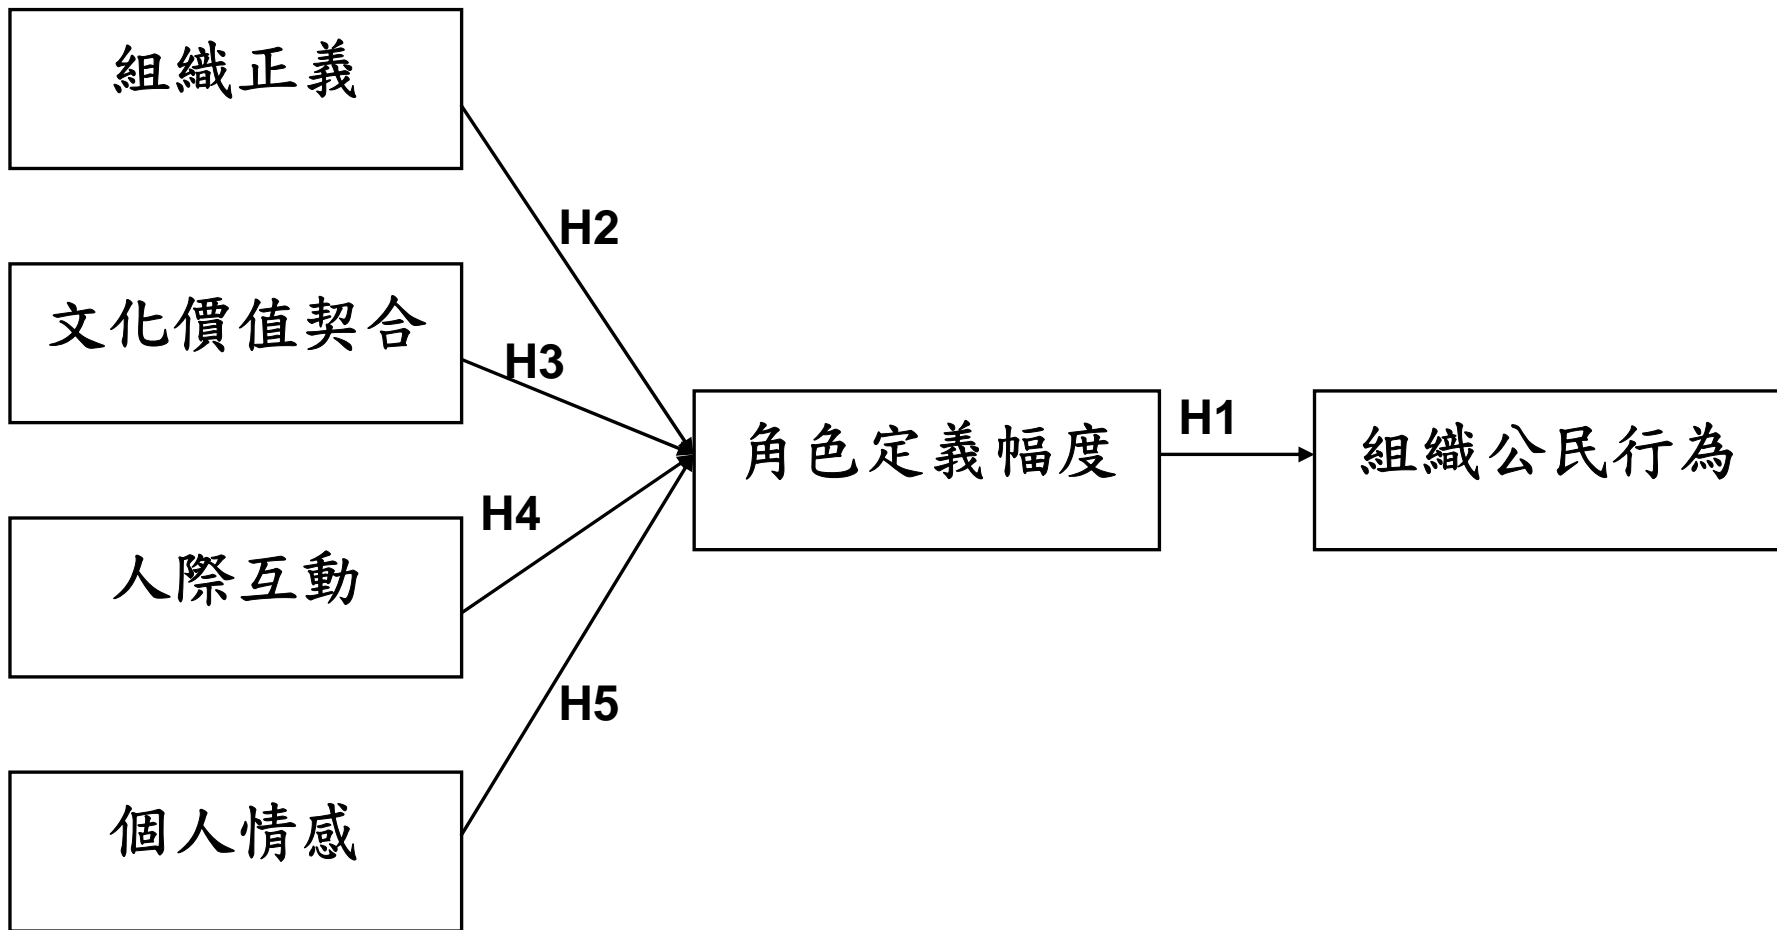 組織正義
H2
文化價值契合
H3
角色定義幅度
H1
組織公民行為
H4
人際互動
H5
個人情感